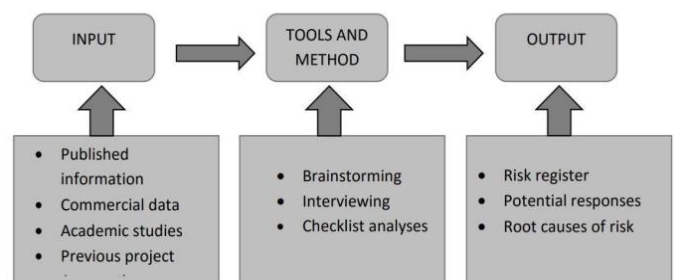 INPUT
TOOLS AND
METHOD
OUTPUT
• Published
information
• Commercial data
• Academic studies
• Previous project
• Brainstorming
• Interviewing
• Checklist analyses
• Risk register
• Potential responses
• Root causes of risk